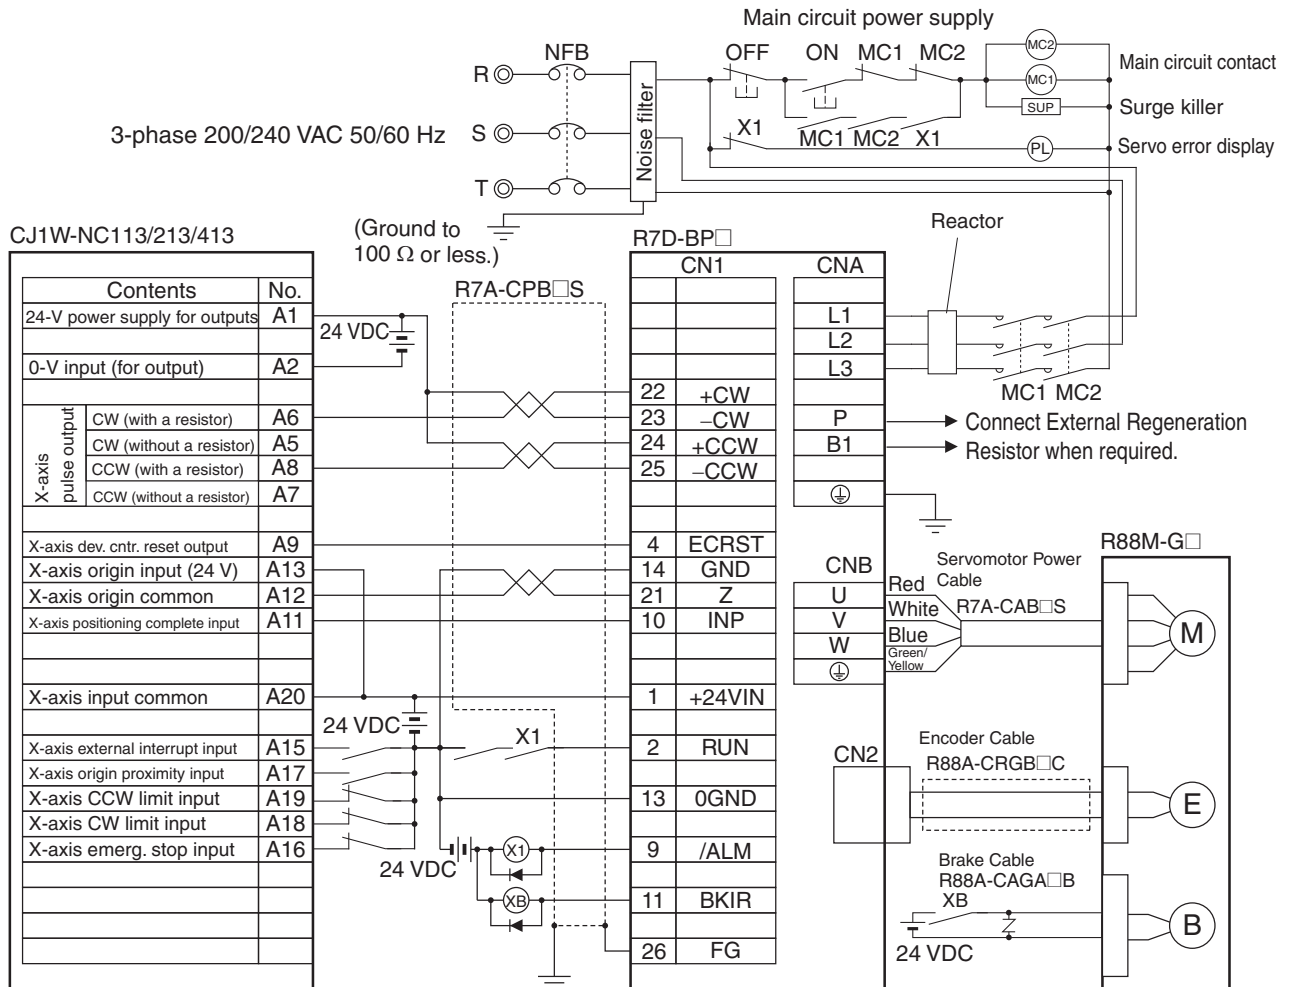 Main circuit power supply
NFB
OFF ON MC1 MC2
MC2
Main circuit contact
R
MC1
SUP
Surge killer
3-phase 200/240 VAC 50/60 Hz
S
Noise filter
X1
MC1 MC2 X1
PL
Servo error display
T
(Ground to
100 Ω or less.)
Reactor
CJ1W-NC113/213/413
R7D-BP□
R7A-CPB□S
Contents No.
24-V power supply for outputs A1
0-V input (for output) A2
X-axis
pulse output
CW (with a resistor) A6
CW (without a resistor) A5
CCW (with a resistor) A8
CCW (without a resistor) A7
X-axis dev. cntr. reset output A9
X-axis origin input (24 V) A13
X-axis origin common A12
X-axis positioning complete input A11
X-axis input common A20
X-axis external interrupt input A15
X-axis origin proximity input A17
X-axis CCW limit input A19
X-axis CW limit input A18
X-axis emerg. stop input A16
24 VDC
24 VDC
X1
24 VDC
X1
XB
CN1
22 +CW
23 −CW
24 +CCW
25 −CCW
4 ECRST
14 GND
21 Z
10 INP
1 +24VIN
2 RUN
13 0GND
9 /ALM
11 BKIR
26 FG
CNA
L1
L2
L3
P
B1
MC1 MC2
Connect External Regeneration
Resistor when required.
CNB
U
V
W
Red
White
Blue
Green/
Yellow
Servomotor Power
Cable
R7A-CAB□S
R88M-G□
M
CN2
Encoder Cable
R88A-CRGB□C
E
Brake Cable
R88A-CAGA□B
XB
24 VDC
B